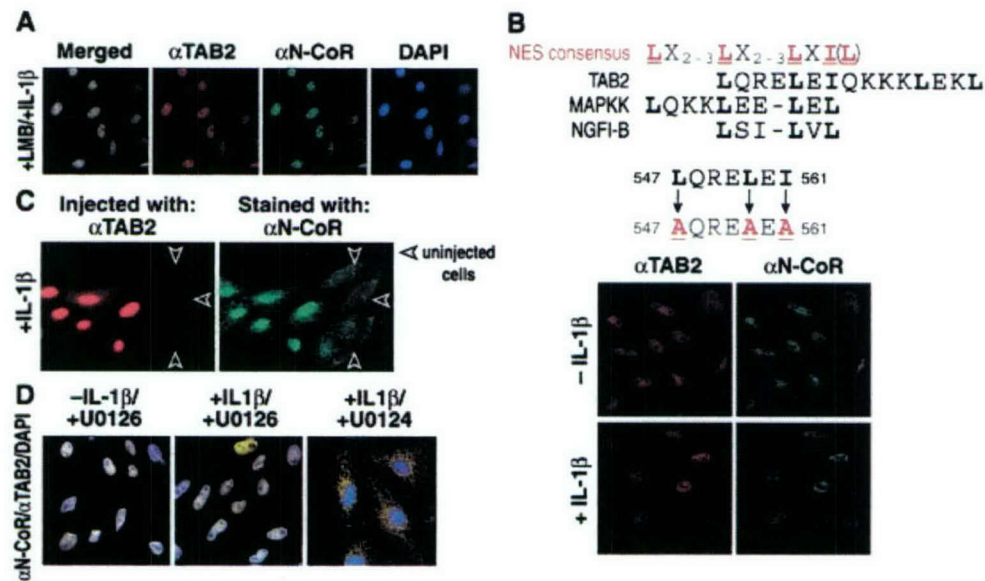 A
Merged αTAB2 αN-CoR DAPI
+LMB/+IL-1β
C
Injected with: αTAB2
Stained with: αN-CoR
uninjected cells
+IL-1β
D
–IL-1β/ +U0126
+IL1β/ +U0126
+IL1β/ +U0124
αN-CoR/αTAB2/DAPI
B
NES consensus LX2-3LX2-3LXI(L)
TAB2 LQRELEIQKKKLEKL
MAPKK LQKKLEE-LEL
NGFI-B LSI-LVL
547 LQRELEI 561
547 AQREAEA 561
αTAB2 αN-CoR
– IL-1β
+ IL-1β